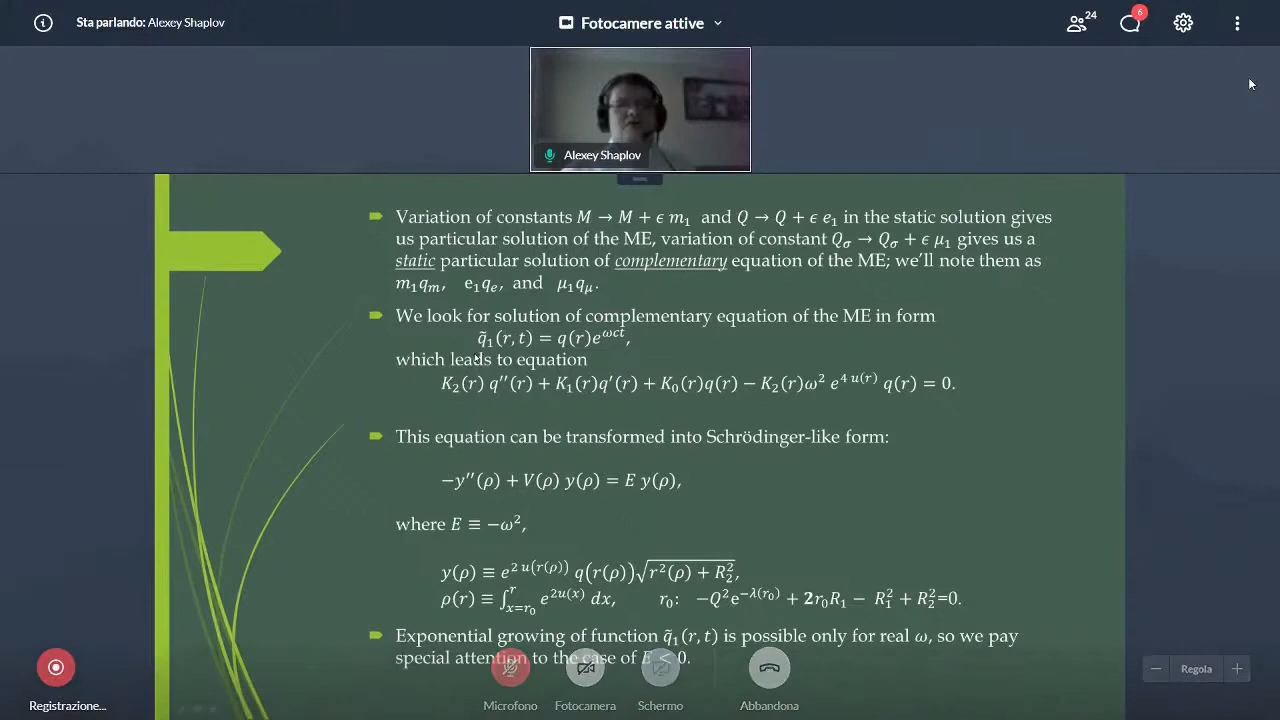 Sta parlando: Alexey Shaplov
Fotocamere attive
24
6
Alexey Shaplov
Variation of constants M → M + ϵ m₁ and Q → Q + ϵ e₁ in the static solution gives
us particular solution of the ME, variation of constant Q_σ → Q_σ + ϵ μ₁ gives us a
static particular solution of complementary equation of the ME; we'll note them as
m₁q_m, e₁q_e, and μ₁q_μ.
We look for solution of complementary equation of the ME in form
q̃₁(r, t) = q(r)e^{ωct},
which leads to equation
K₂(r) q′′(r) + K₁(r)q′(r) + K₀(r)q(r) − K₂(r)ω² e^{4 u(r)} q(r) = 0.
This equation can be transformed into Schrödinger-like form:
−y′′(ρ) + V(ρ) y(ρ) = E y(ρ),
where E ≡ −ω²,
y(ρ) ≡ e^{2 u(r(ρ))} q(r(ρ))√(r²(ρ) + R₂²),
ρ(r) ≡ ∫_{x=r₀}^{r} e^{2u(x)} dx, r₀: −Q²e^{−λ(r₀)} + 2r₀R₁ − R₁² + R₂²=0.
Exponential growing of function q̃₁(r, t) is possible only for real ω, so we pay
special attention to the case of E < 0.
Regola
Registrazione...
Microfono
Fotocamera
Schermo
Abbandona